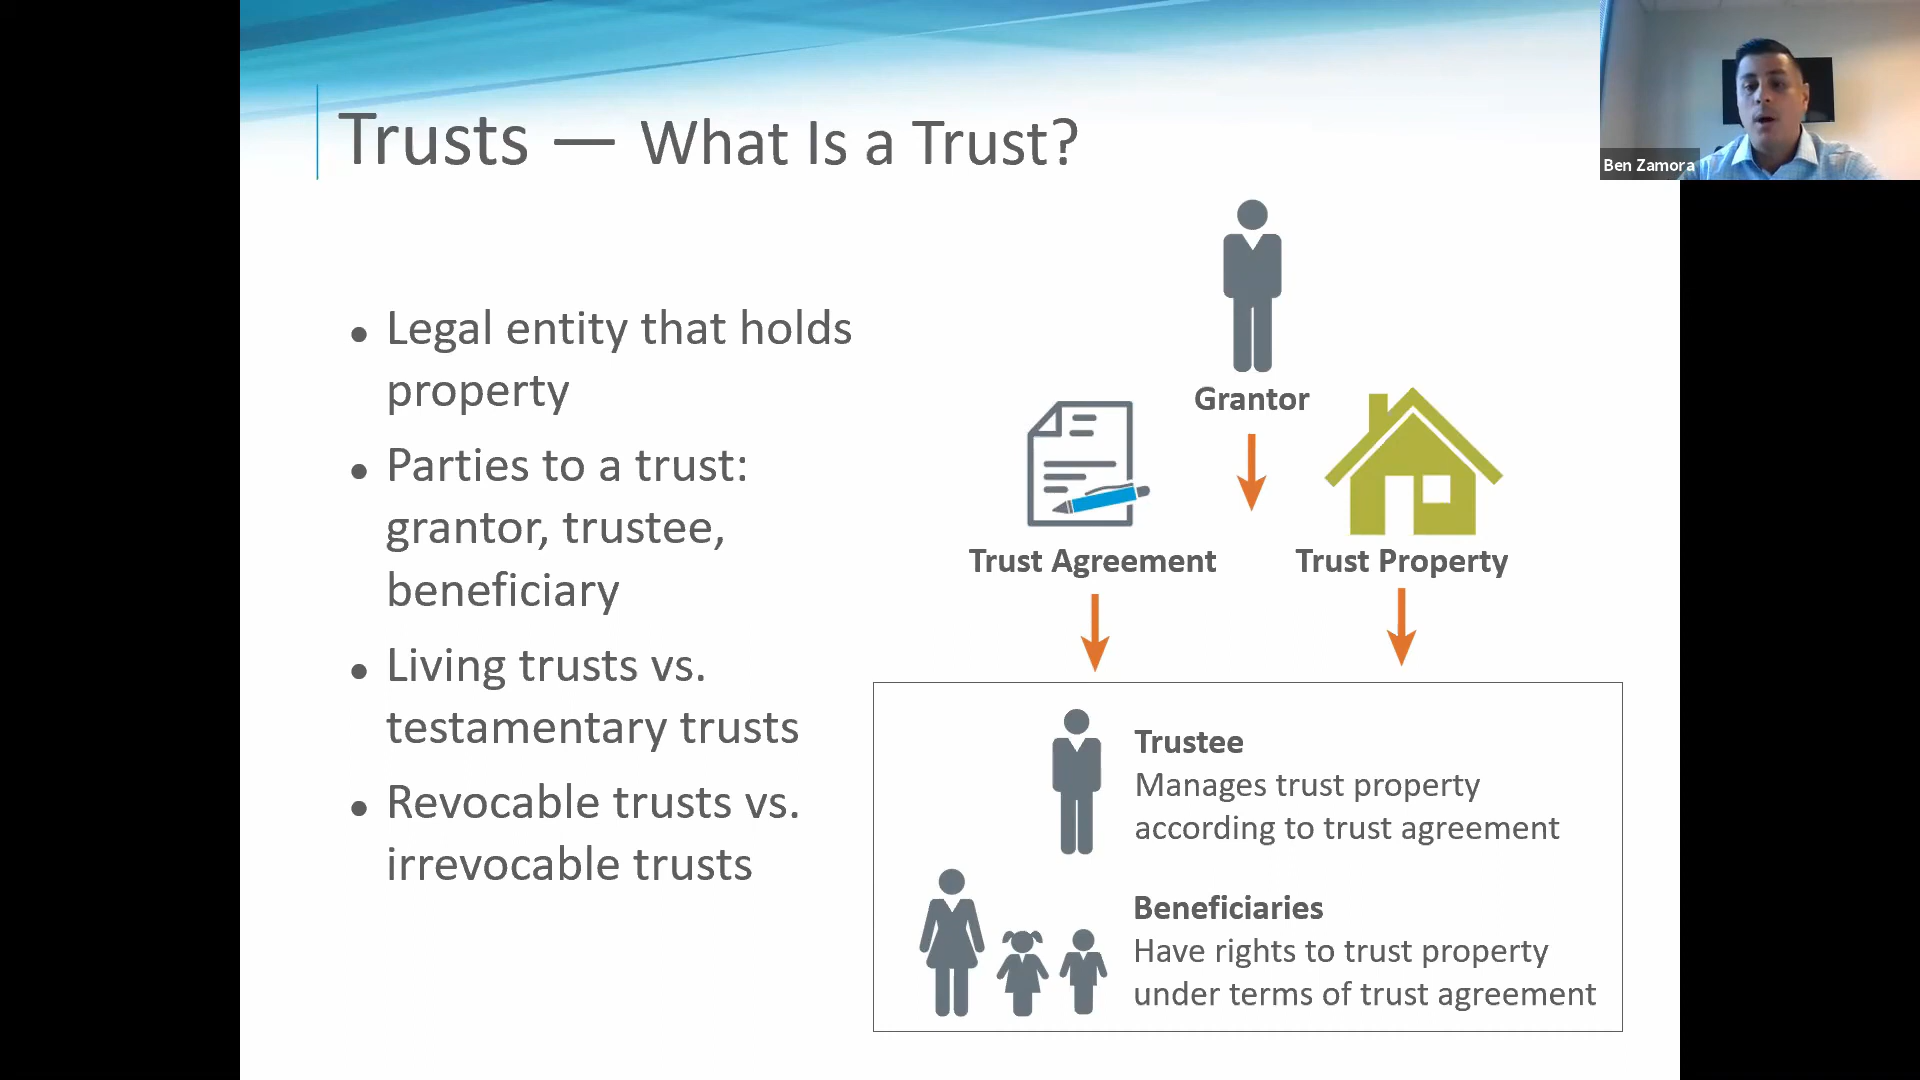 Trusts — What Is a Trust?
Ben Zamora
• Legal entity that holds
property
• Parties to a trust:
grantor, trustee,
beneficiary
• Living trusts vs.
testamentary trusts
• Revocable trusts vs.
irrevocable trusts
Grantor
Trust Agreement
Trust Property
Trustee
Manages trust property
according to trust agreement
Beneficiaries
Have rights to trust property
under terms of trust agreement